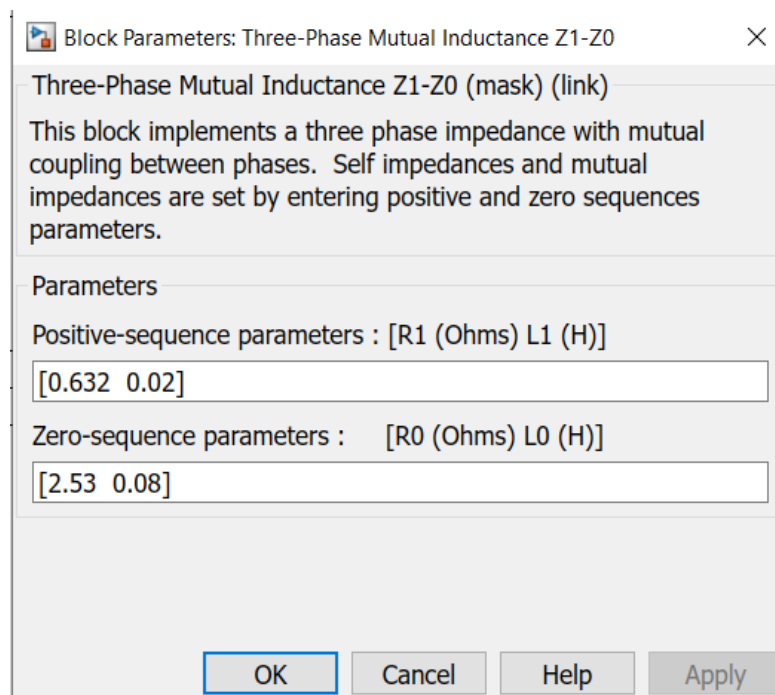 Block Parameters: Three-Phase Mutual Inductance Z1-Z0
Three-Phase Mutual Inductance Z1-Z0 (mask) (link)
This block implements a three phase impedance with mutual
coupling between phases. Self impedances and mutual
impedances are set by entering positive and zero sequences
parameters.
Parameters
Positive-sequence parameters : [R1 (Ohms) L1 (H)]
[0.632 0.02]
Zero-sequence parameters : [R0 (Ohms) L0 (H)]
[2.53 0.08]
OK Cancel Help Apply